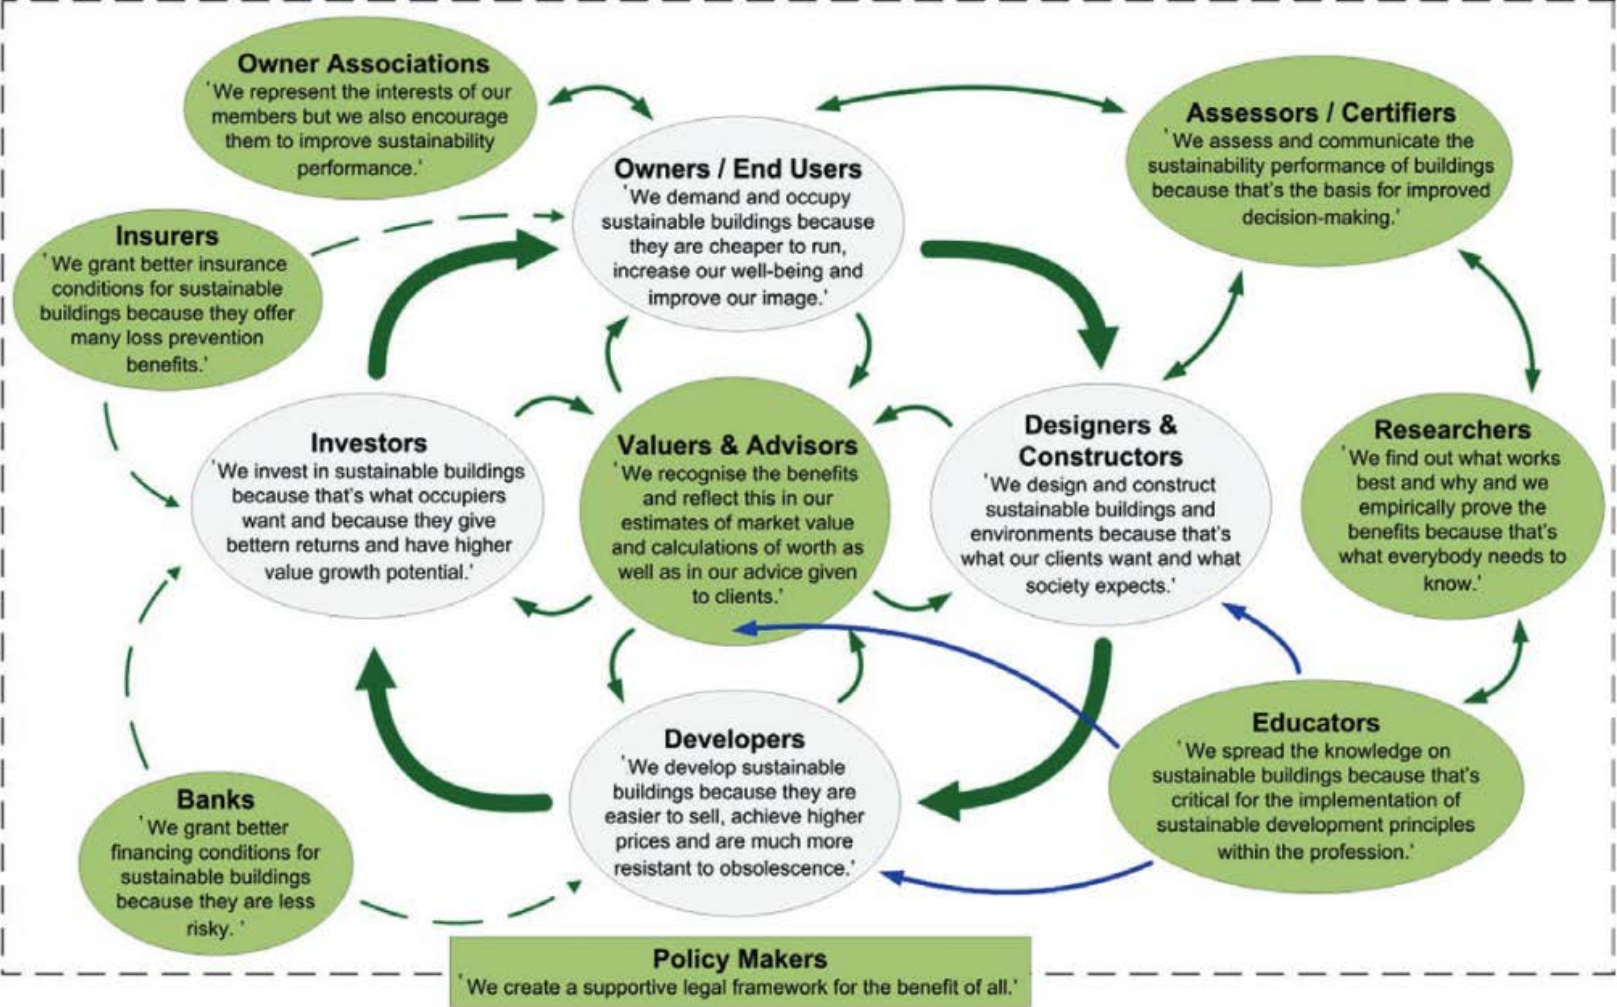 Owner Associations
'We represent the interests of our
members but we also encourage
them to improve sustainability
performance.'
Assessors / Certifiers
'We assess and communicate the
sustainability performance of buildings
because that's the basis for improved
decision-making.'
Owners / End Users
'We demand and occupy
sustainable buildings because
they are cheaper to run,
increase our well-being and
improve our image.'
Insurers
'We grant better insurance
conditions for sustainable
buildings because they offer
many loss prevention
benefits.'
Investors
'We invest in sustainable buildings
because that's what occupiers
want and because they give
bettern returns and have higher
value growth potential.'
Valuers & Advisors
'We recognise the benefits
and reflect this in our
estimates of market value
and calculations of worth as
well as in our advice given
to clients.'
Designers &
Constructors
'We design and construct
sustainable buildings and
environments because that's
what our clients want and what
society expects.'
Researchers
'We find out what works
best and why and we
empirically prove the
benefits because that's
what everybody needs to
know.'
Developers
'We develop sustainable
buildings because they are
easier to sell, achieve higher
prices and are much more
resistant to obsolescence.'
Educators
'We spread the knowledge on
sustainable buildings because that's
critical for the implementation of
sustainable development principles
within the profession.'
Banks
'We grant better
financing conditions for
sustainable buildings
because they are less
risky. '
Policy Makers
'We create a supportive legal framework for the benefit of all.'